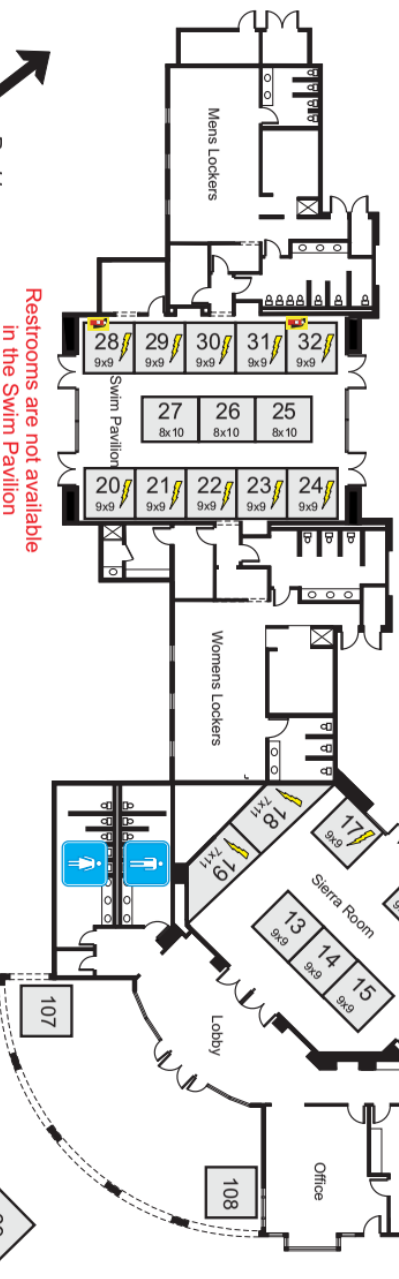 Mens Lockers
Restrooms are not available
in the Swim Pavilion
28
9x9
29
9x9
30
9x9
31
9x9
32
9x9
Swim Pavilion
27
8x10
26
8x10
25
8x10
20
9x9
21
9x9
22
9x9
23
9x9
24
9x9
Womens Lockers
18
7x11
19
7x11
17
9x9
Sierra Room
13
9x9
14
9x9
15
9x9
107
Lobby
108
Office